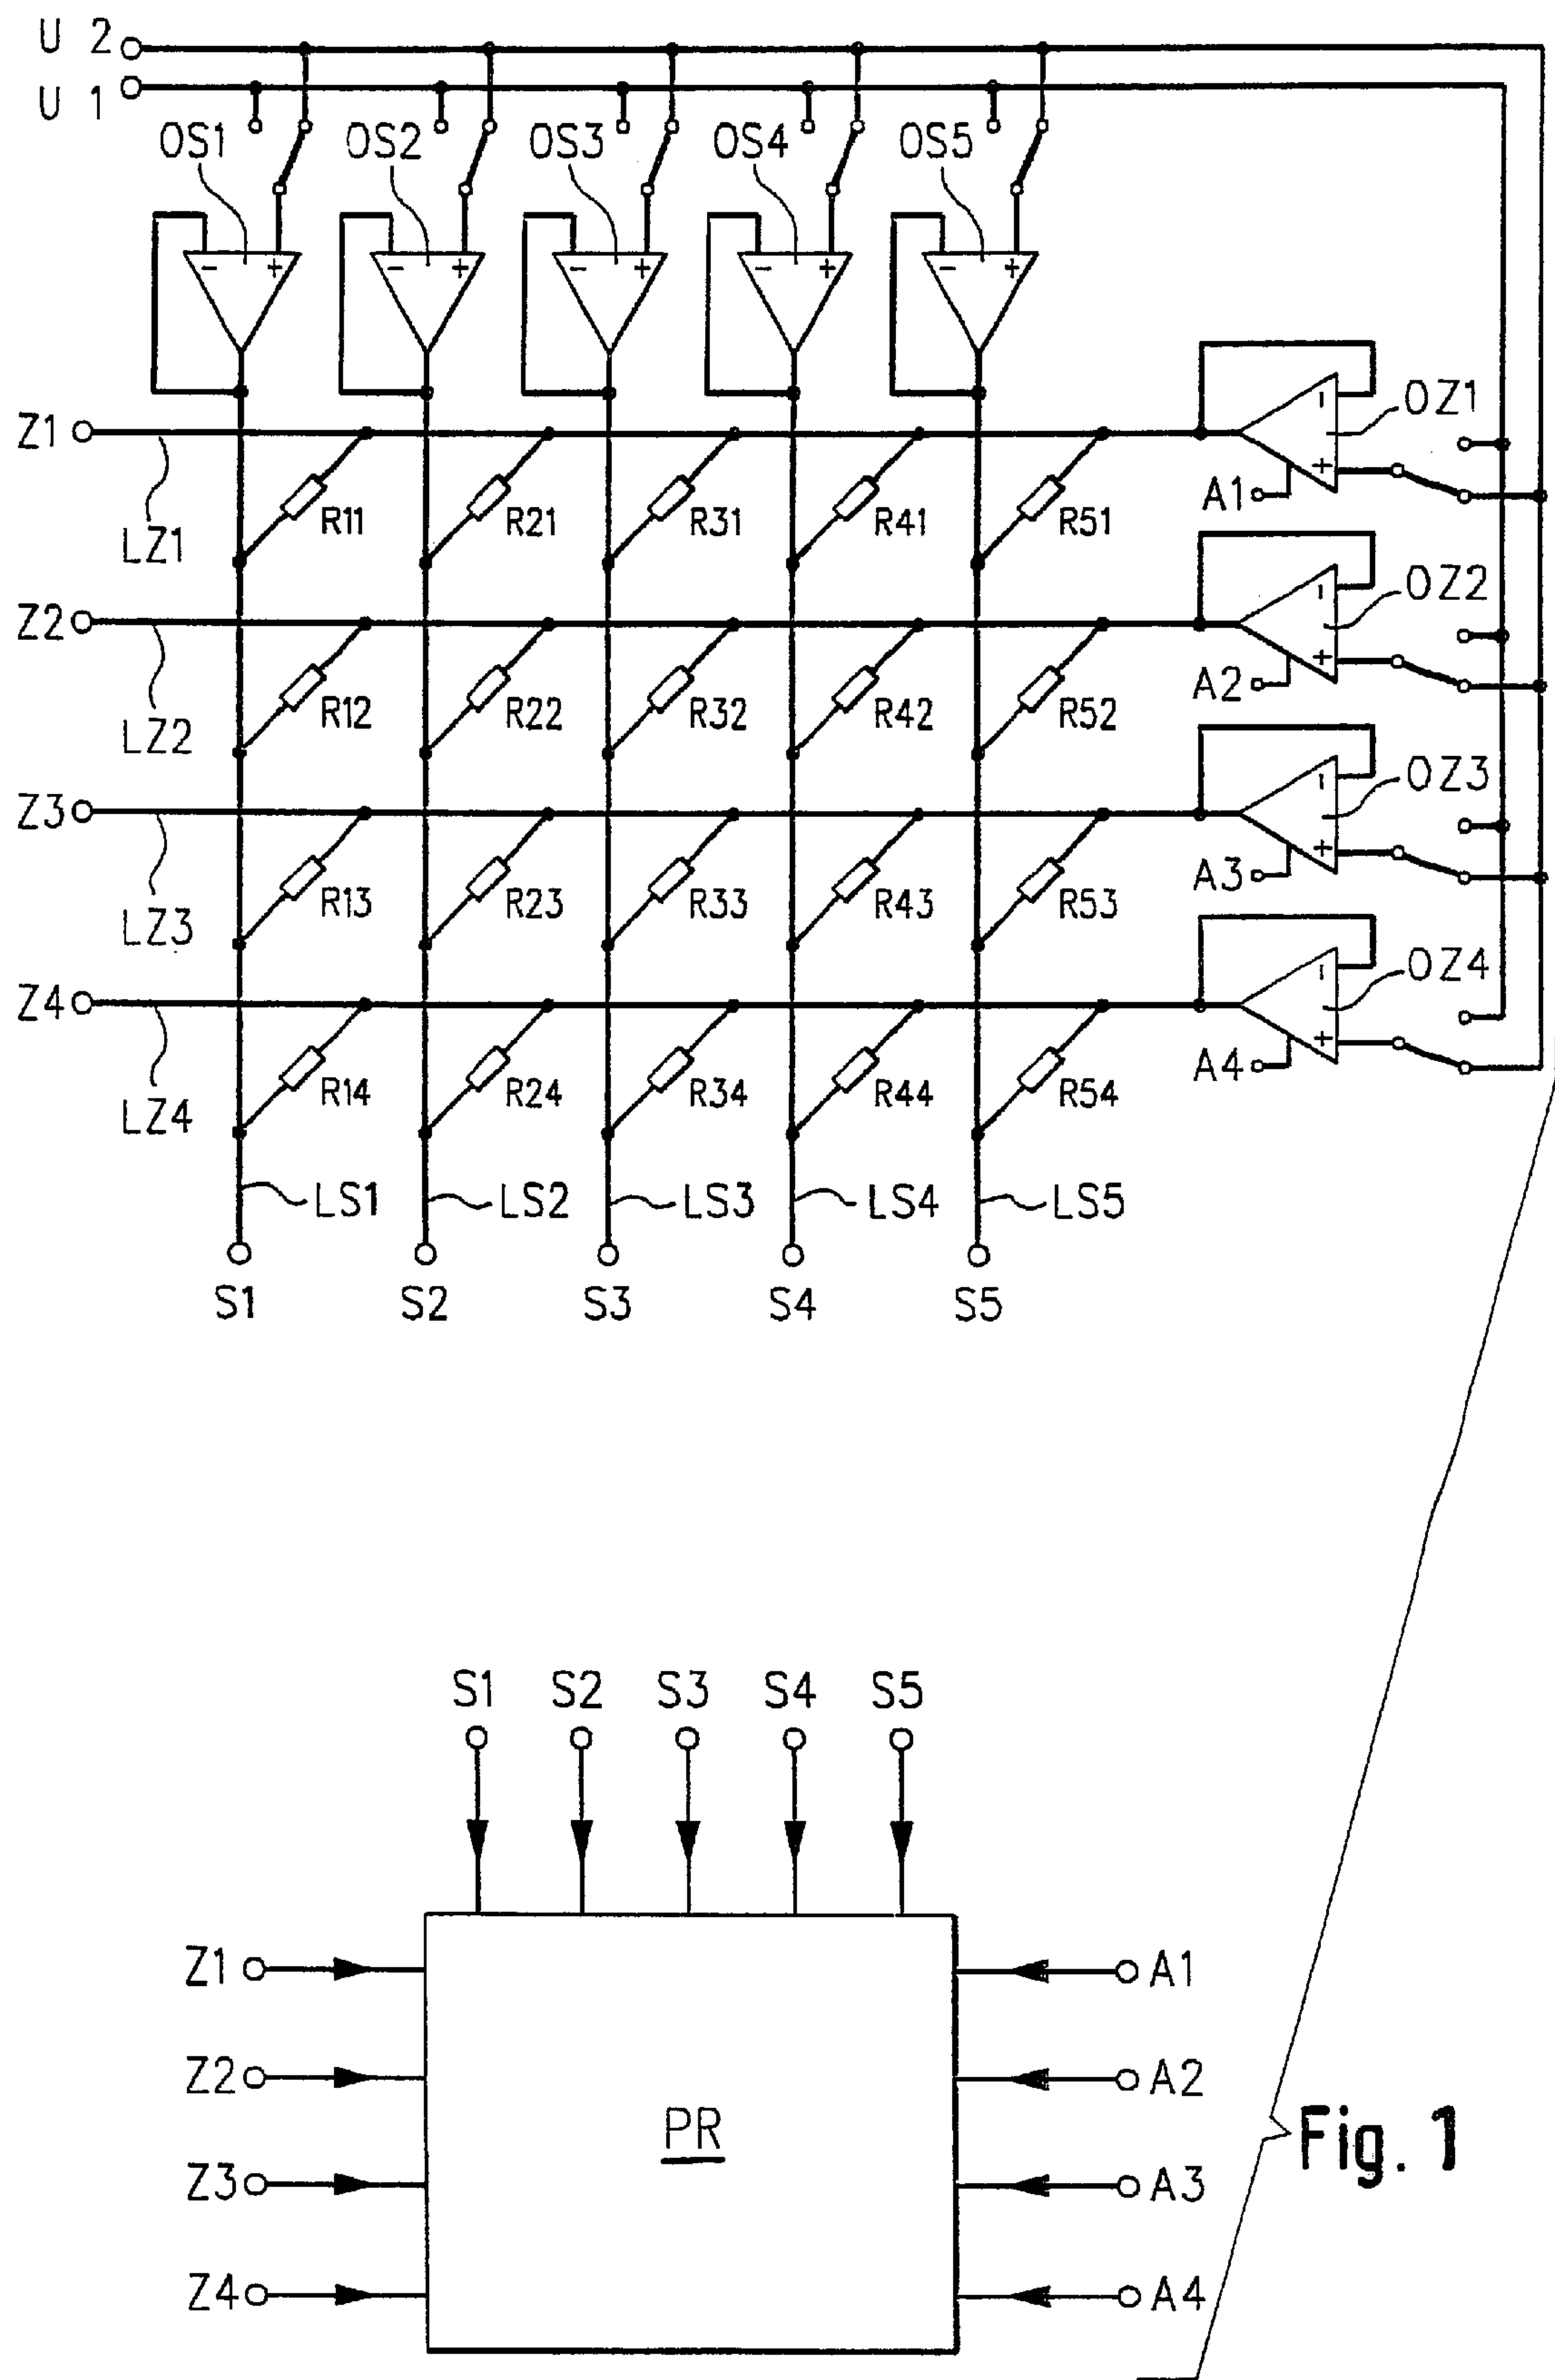 U 2
U 1
OS1 OS2 OS3 OS4 OS5
- + - + - + - + - +
Z1 - OZ1
A1 +
LZ1 R11 R21 R31 R41 R51
Z2 - OZ2
A2 +
LZ2 R12 R22 R32 R42 R52
Z3 - OZ3
A3 +
LZ3 R13 R23 R33 R43 R53
Z4 - OZ4
A4 +
LZ4 R14 R24 R34 R44 R54
LS1 LS2 LS3 LS4 LS5
S1 S2 S3 S4 S5
S1 S2 S3 S4 S5
Z1 A1
Z2 A2
PR
Fig. 1
Z3 A3
Z4 A4